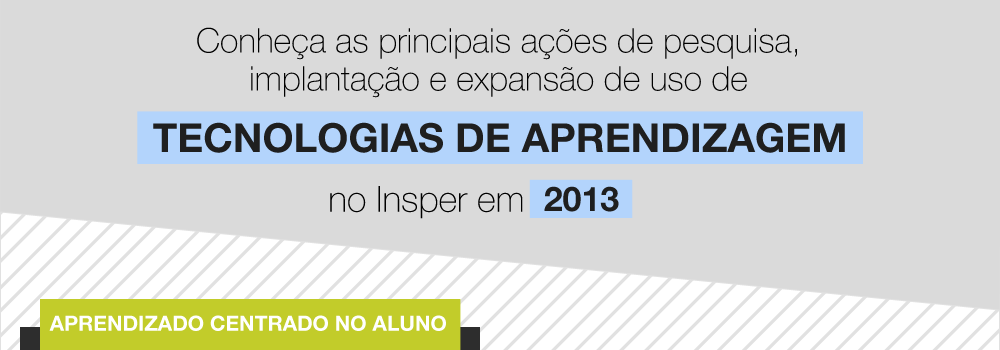 Conheça as principais ações de pesquisa,
implantação e expansão de uso de
TECNOLOGIAS DE APRENDIZAGEM
no Insper em 2013
APRENDIZADO CENTRADO NO ALUNO